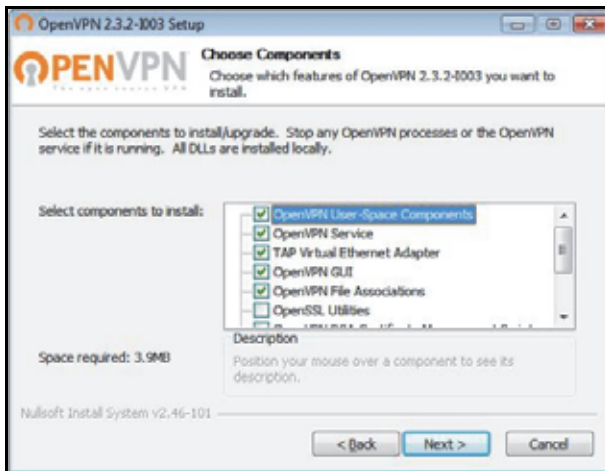 OpenVPN 2.3.2-I003 Setup
OPENVPN
The open source VPN
Choose Components
Choose which features of OpenVPN 2.3.2-I003 you want to
install.
Select the components to install/upgrade. Stop any OpenVPN processes or the OpenVPN
service if it is running. All DLLs are installed locally.
Select components to install:
OpenVPN User-Space Components
OpenVPN Service
TAP Virtual Ethernet Adapter
OpenVPN GUI
OpenVPN File Associations
OpenSSL Utilities
Space required: 3.9MB
Description
Position your mouse over a component to see its
description.
Nullsoft Install System v2.46-101
< Back
Next >
Cancel